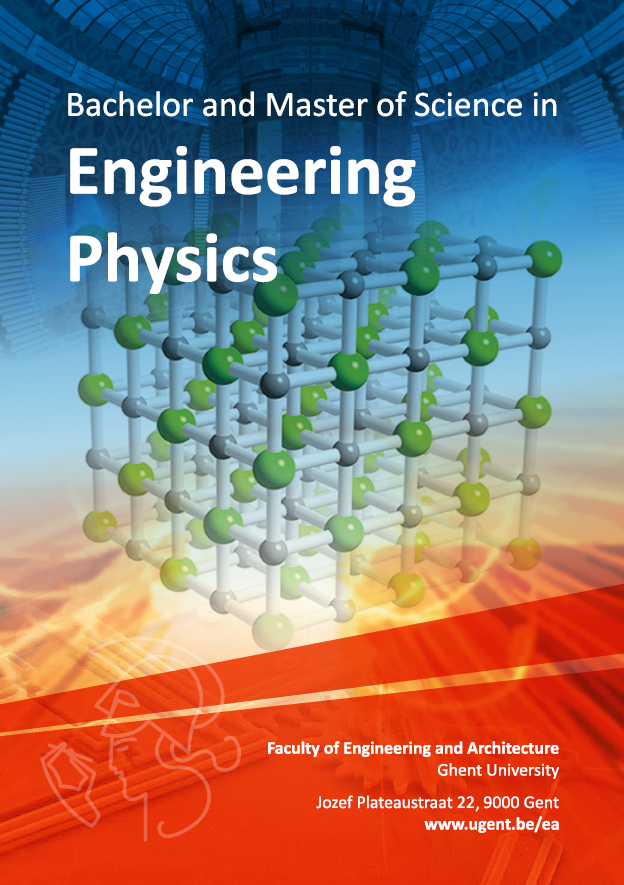 Bachelor and Master of Science in
Engineering
Physics
Faculty of Engineering and Architecture
Ghent University
Jozef Plateaustraat 22, 9000 Gent
www.ugent.be/ea